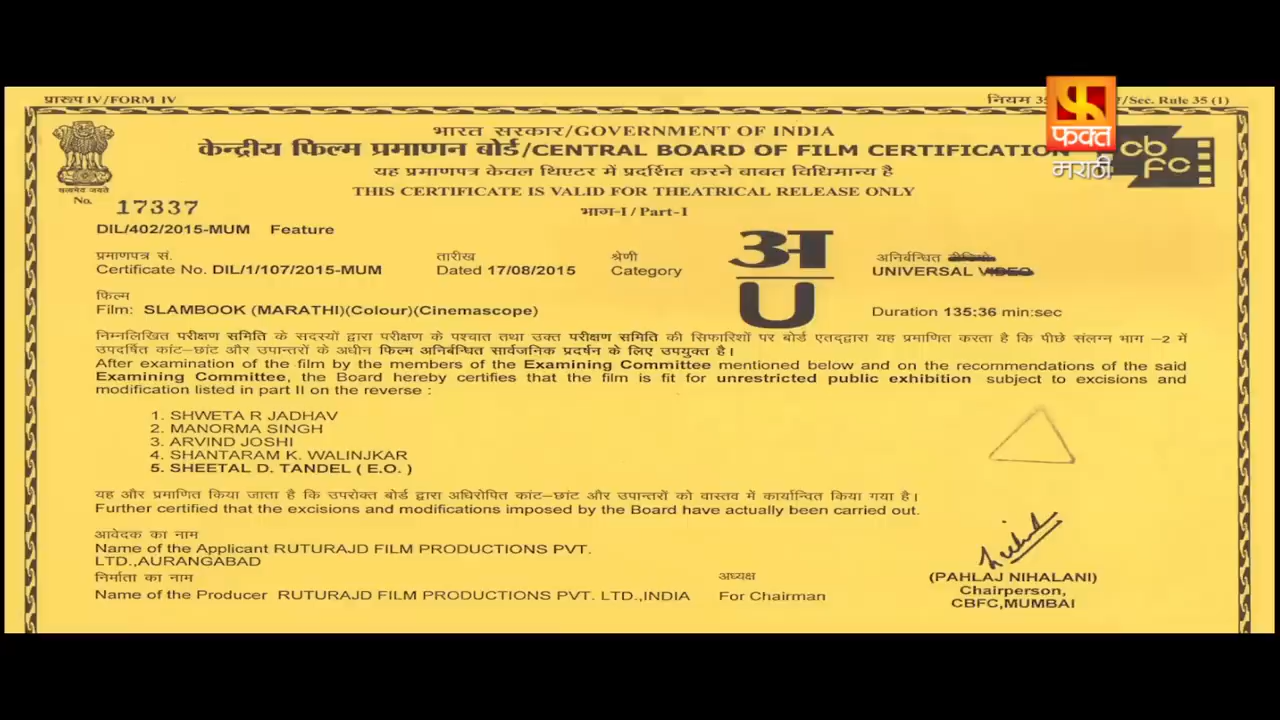 प्रारूप IV/FORM IV
नियम 35 /Sec. Rule 35 (1)
फक्त
मराठी
भारत सरकार/GOVERNMENT OF INDIA
केन्द्रीय फिल्म प्रमाणन बोर्ड/CENTRAL BOARD OF FILM CERTIFICATION
cb
fc
यह प्रमाणपत्र केवल थिएटर में प्रदर्शित करने बाबत विधिमान्य है
THIS CERTIFICATE IS VALID FOR THEATRICAL RELEASE ONLY
सत्यमेव जयते
No. 17337
भाग-I / Part-I
DIL/402/2015-MUM Feature
अ
U
प्रमाणपत्र सं. तारीख श्रेणी अनिर्बन्धित वीडियो
Certificate No. DIL/1/107/2015-MUM Dated 17/08/2015 Category UNIVERSAL VIDEO
फिल्म
Film: SLAMBOOK (MARATHI)(Colour)(Cinemascope) Duration 135:36 min:sec
निम्नलिखित परीक्षण समिति के सदस्यों द्वारा परीक्षण के पश्चात तथा उक्त परीक्षण समिति की सिफारिशों पर बोर्ड एतद्द्वारा यह प्रमाणित करता है कि पीछे संलग्न भाग –2 में
उपदर्षित कांट–छांट और उपान्तरों के अधीन फिल्म अनिर्बन्धित सार्वजनिक प्रदर्षन के लिए उपयुक्त है।
After examination of the film by the members of the Examining Committee mentioned below and on the recommendations of the said
Examining Committee, the Board hereby certifies that the film is fit for unrestricted public exhibition subject to excisions and
modification listed in part II on the reverse :
1. SHWETA R JADHAV
2. MANORMA SINGH
3. ARVIND JOSHI
4. SHANTARAM K. WALINJKAR
5. SHEETAL D. TANDEL ( E.O. )
यह और प्रमाणित किया जाता है कि उपरोक्त बोर्ड द्वारा अधिरोपित कांट–छांट और उपान्तरों को वास्तव में कार्यान्वित किया गया है।
Further certified that the excisions and modifications imposed by the Board have actually been carried out.
आवेदक का नाम
Name of the Applicant RUTURAJD FILM PRODUCTIONS PVT.
LTD.,AURANGABAD
निर्माता का नाम अध्यक्ष
Name of the Producer RUTURAJD FILM PRODUCTIONS PVT. LTD.,INDIA For Chairman
(PAHLAJ NIHALANI)
Chairperson,
CBFC,MUMBAI